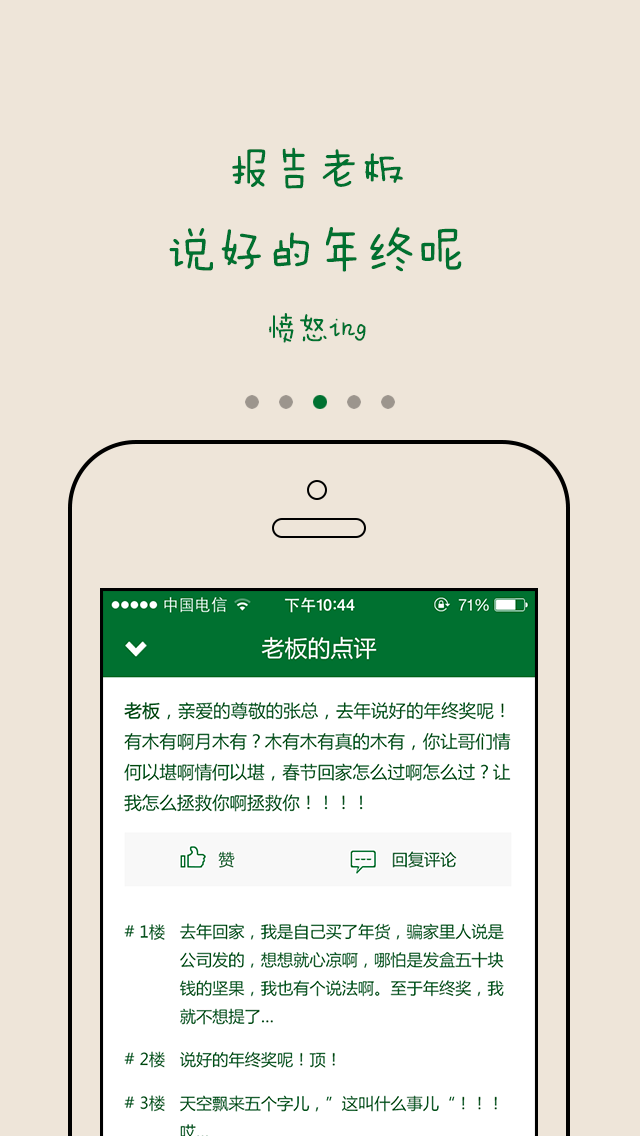 报告老板
说好的年终呢
愤怒ing
中国电信 下午10:44 71%
老板的点评
老板，亲爱的尊敬的张总，去年说好的年终奖呢！
有木有啊月木有？木有木有真的木有，你让哥们情
何以堪啊情何以堪，春节回家怎么过啊怎么过？让
我怎么拯救你啊拯救你！！！！
赞 回复评论
# 1楼 去年回家，我是自己买了年货，骗家里人说是
公司发的，想想就心凉啊，哪怕是发盒五十块
钱的坚果，我也有个说法啊。至于年终奖，我
就不想提了...
# 2楼 说好的年终奖呢！顶！
# 3楼 天空飘来五个字儿，”这叫什么事儿“！！！
哎...